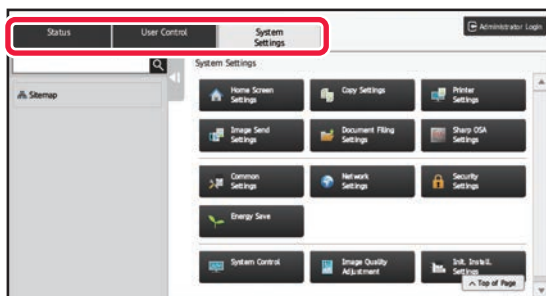 Status
User Control
System
Settings
Administrator Login
System Settings
Sitemap
Home Screen
Settings
Copy Settings
Printer
Settings
Image Send
Settings
Document Filing
Settings
Sharp OSA
Settings
Common
Settings
Network
Settings
Security
Settings
Energy Save
System Control
Image Quality
Adjustment
Init. Install.
Settings
Top of Page